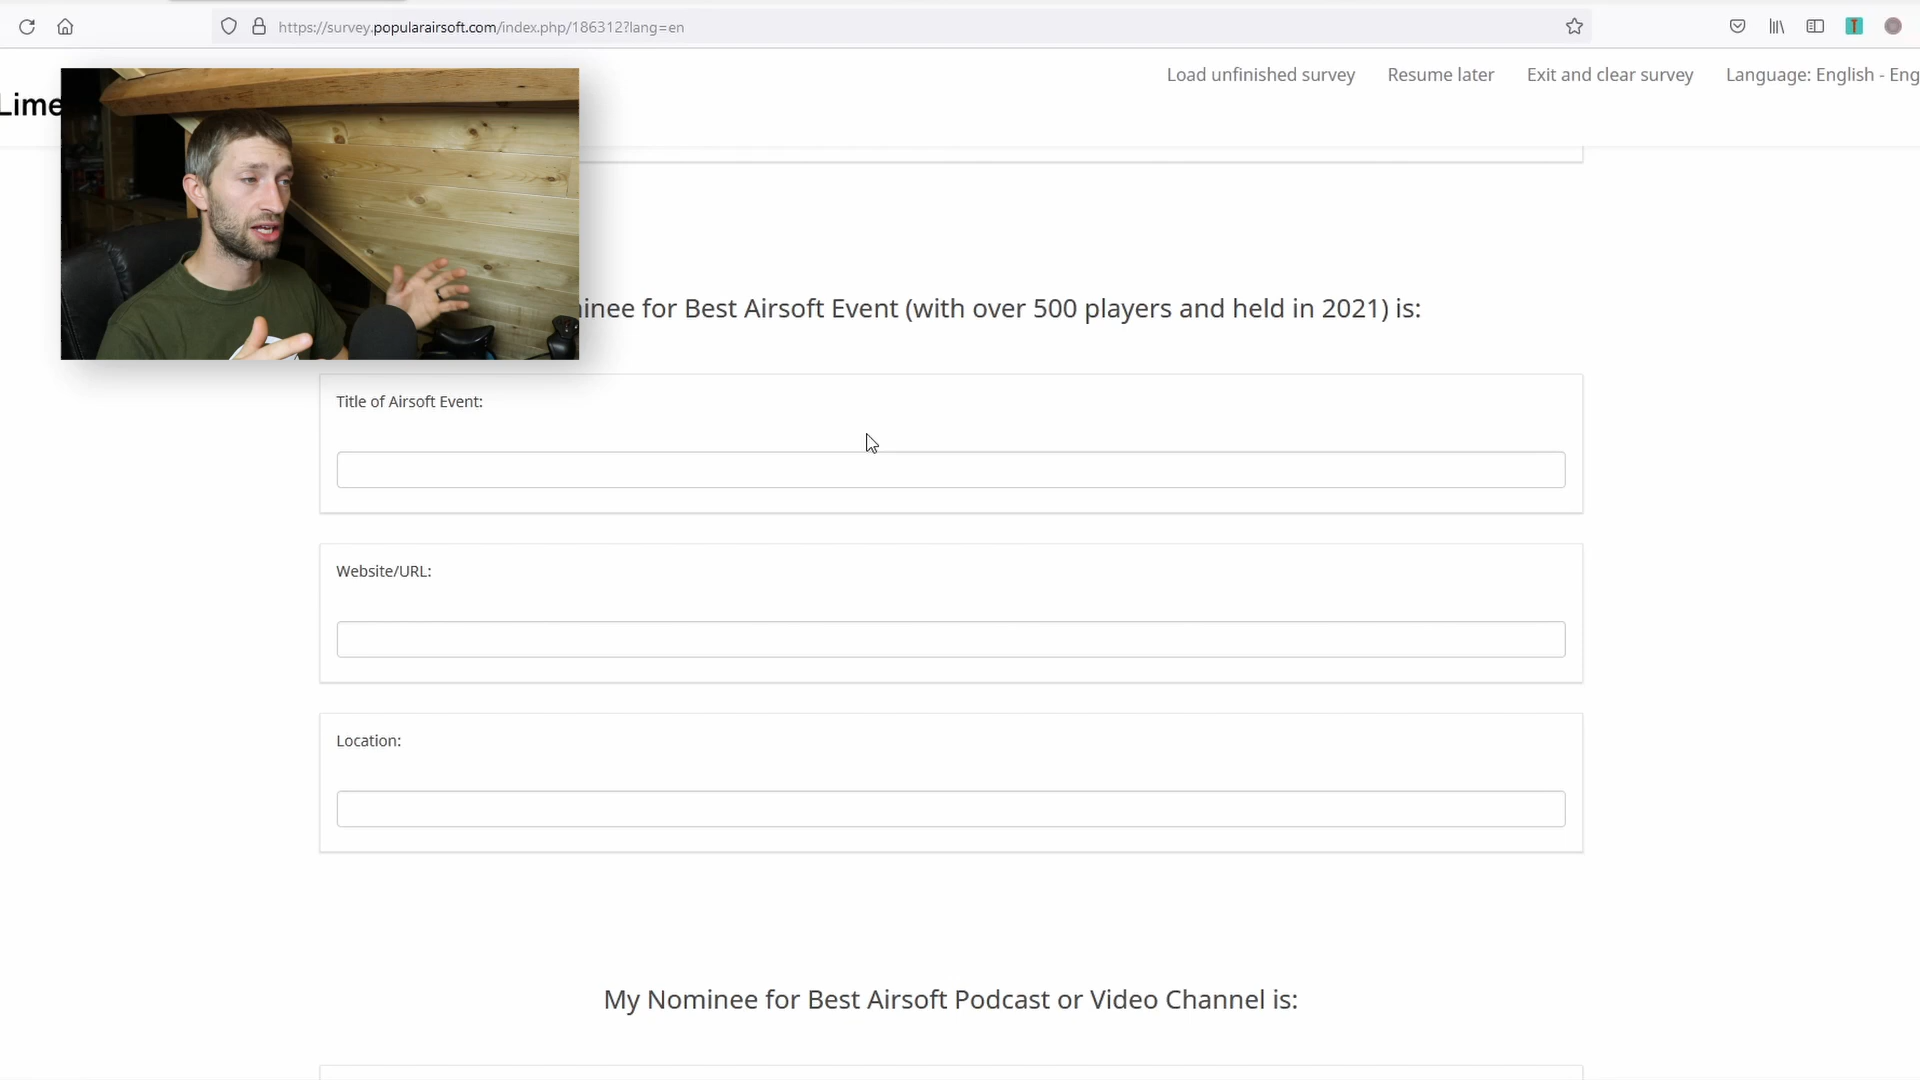 https://survey.popularairsoft.com/index.php/186312?lang=en
Load unfinished survey
Resume later
Exit and clear survey
Language: English - Eng
Lime
inee for Best Airsoft Event (with over 500 players and held in 2021) is:
Title of Airsoft Event:
Website/URL:
Location:
My Nominee for Best Airsoft Podcast or Video Channel is: